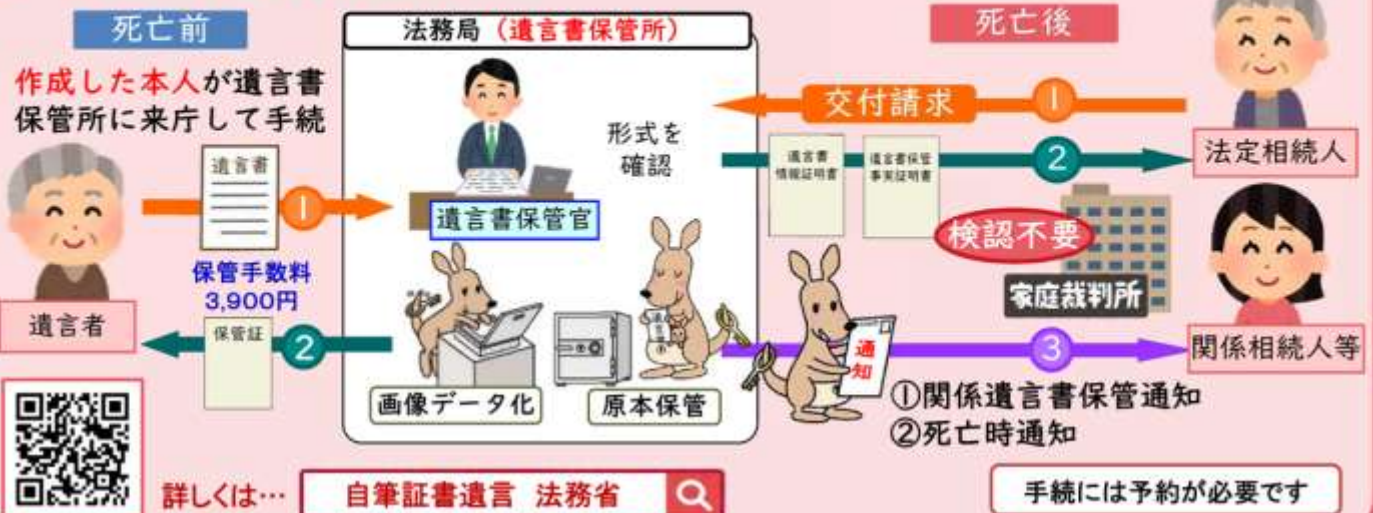 死亡前
作成した本人が遺言書
保管所に来庁して手続
遺言者
遺言書
①
保管手数料
3,900円
保管証
②
法務局（遺言書保管所）
形式を
確認
遺言書保管官
画像データ化
原本保管
死亡後
交付請求
①
法定相続人
遺言書
情報証明書
遺言書保管
事実証明書
②
検認不要
家庭裁判所
通
知
③
関係相続人等
①関係遺言書保管通知
②死亡時通知
詳しくは…
自筆証書遺言 法務省
手続には予約が必要です